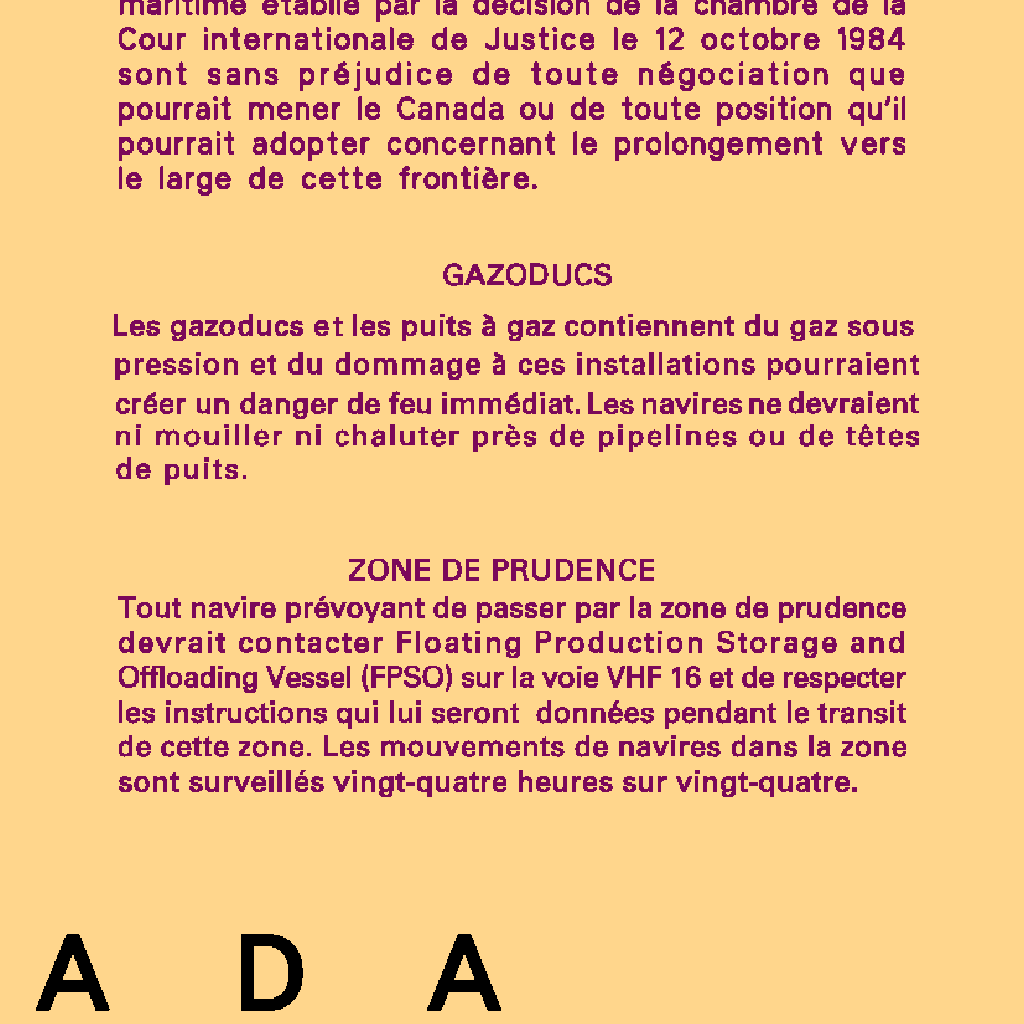 maritime établie par la décision de la chambre de la
Cour internationale de Justice le 12 octobre 1984
sont sans préjudice de toute négociation que
pourrait mener le Canada ou de toute position qu'il
pourrait adopter concernant le prolongement vers
le large de cette frontière.
GAZODUCS
Les gazoducs et les puits à gaz contiennent du gaz sous
pression et du dommage à ces installations pourraient
créer un danger de feu immédiat. Les navires ne devraient
ni mouiller ni chaluter près de pipelines ou de têtes
de puits.
ZONE DE PRUDENCE
Tout navire prévoyant de passer par la zone de prudence
devrait contacter Floating Production Storage and
Offloading Vessel (FPSO) sur la voie VHF 16 et de respecter
les instructions qui lui seront données pendant le transit
de cette zone. Les mouvements de navires dans la zone
sont surveillés vingt-quatre heures sur vingt-quatre.
A D A